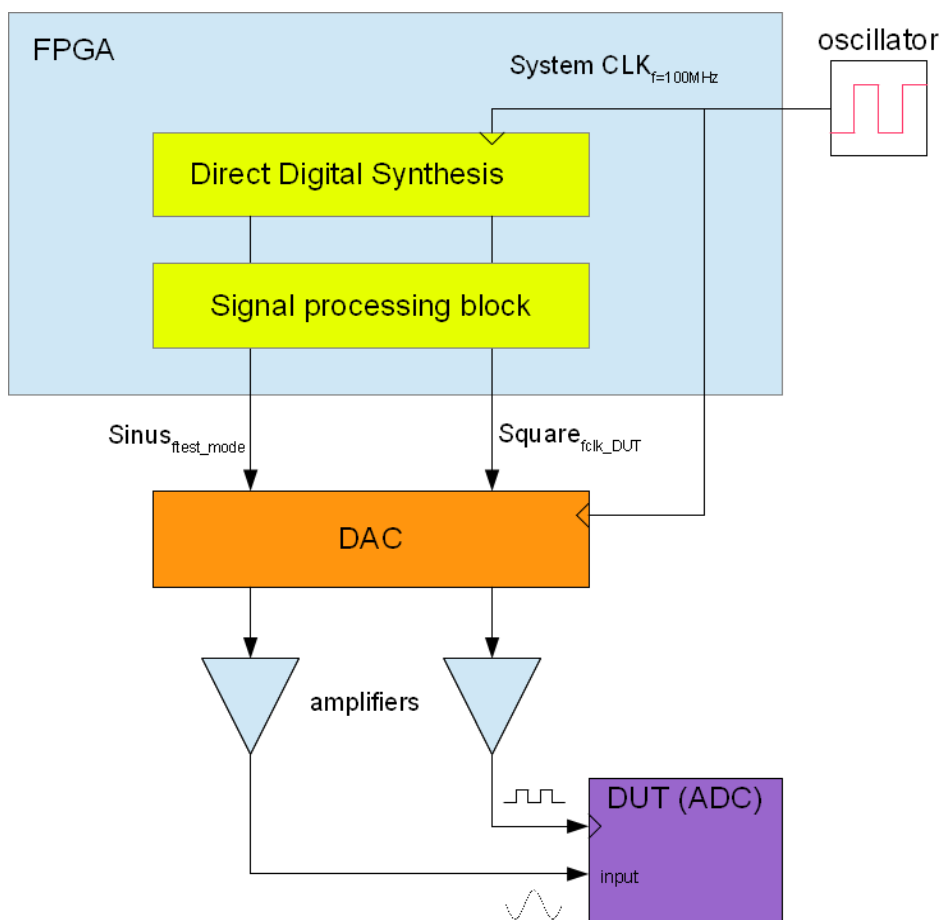 FPGA
oscillator
System CLKf=100MHz
Direct Digital Synthesis
Signal processing block
Sinusftest_mode
Squarefclk_DUT
DAC
amplifiers
DUT (ADC)
input